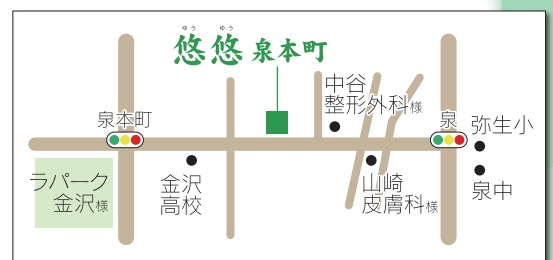 ゆう ゆう
悠悠 泉本町
中谷
整形外科様
泉本町
泉
弥生小
泉中
ラパーク
金沢様
金沢
高校
山崎
皮膚科様